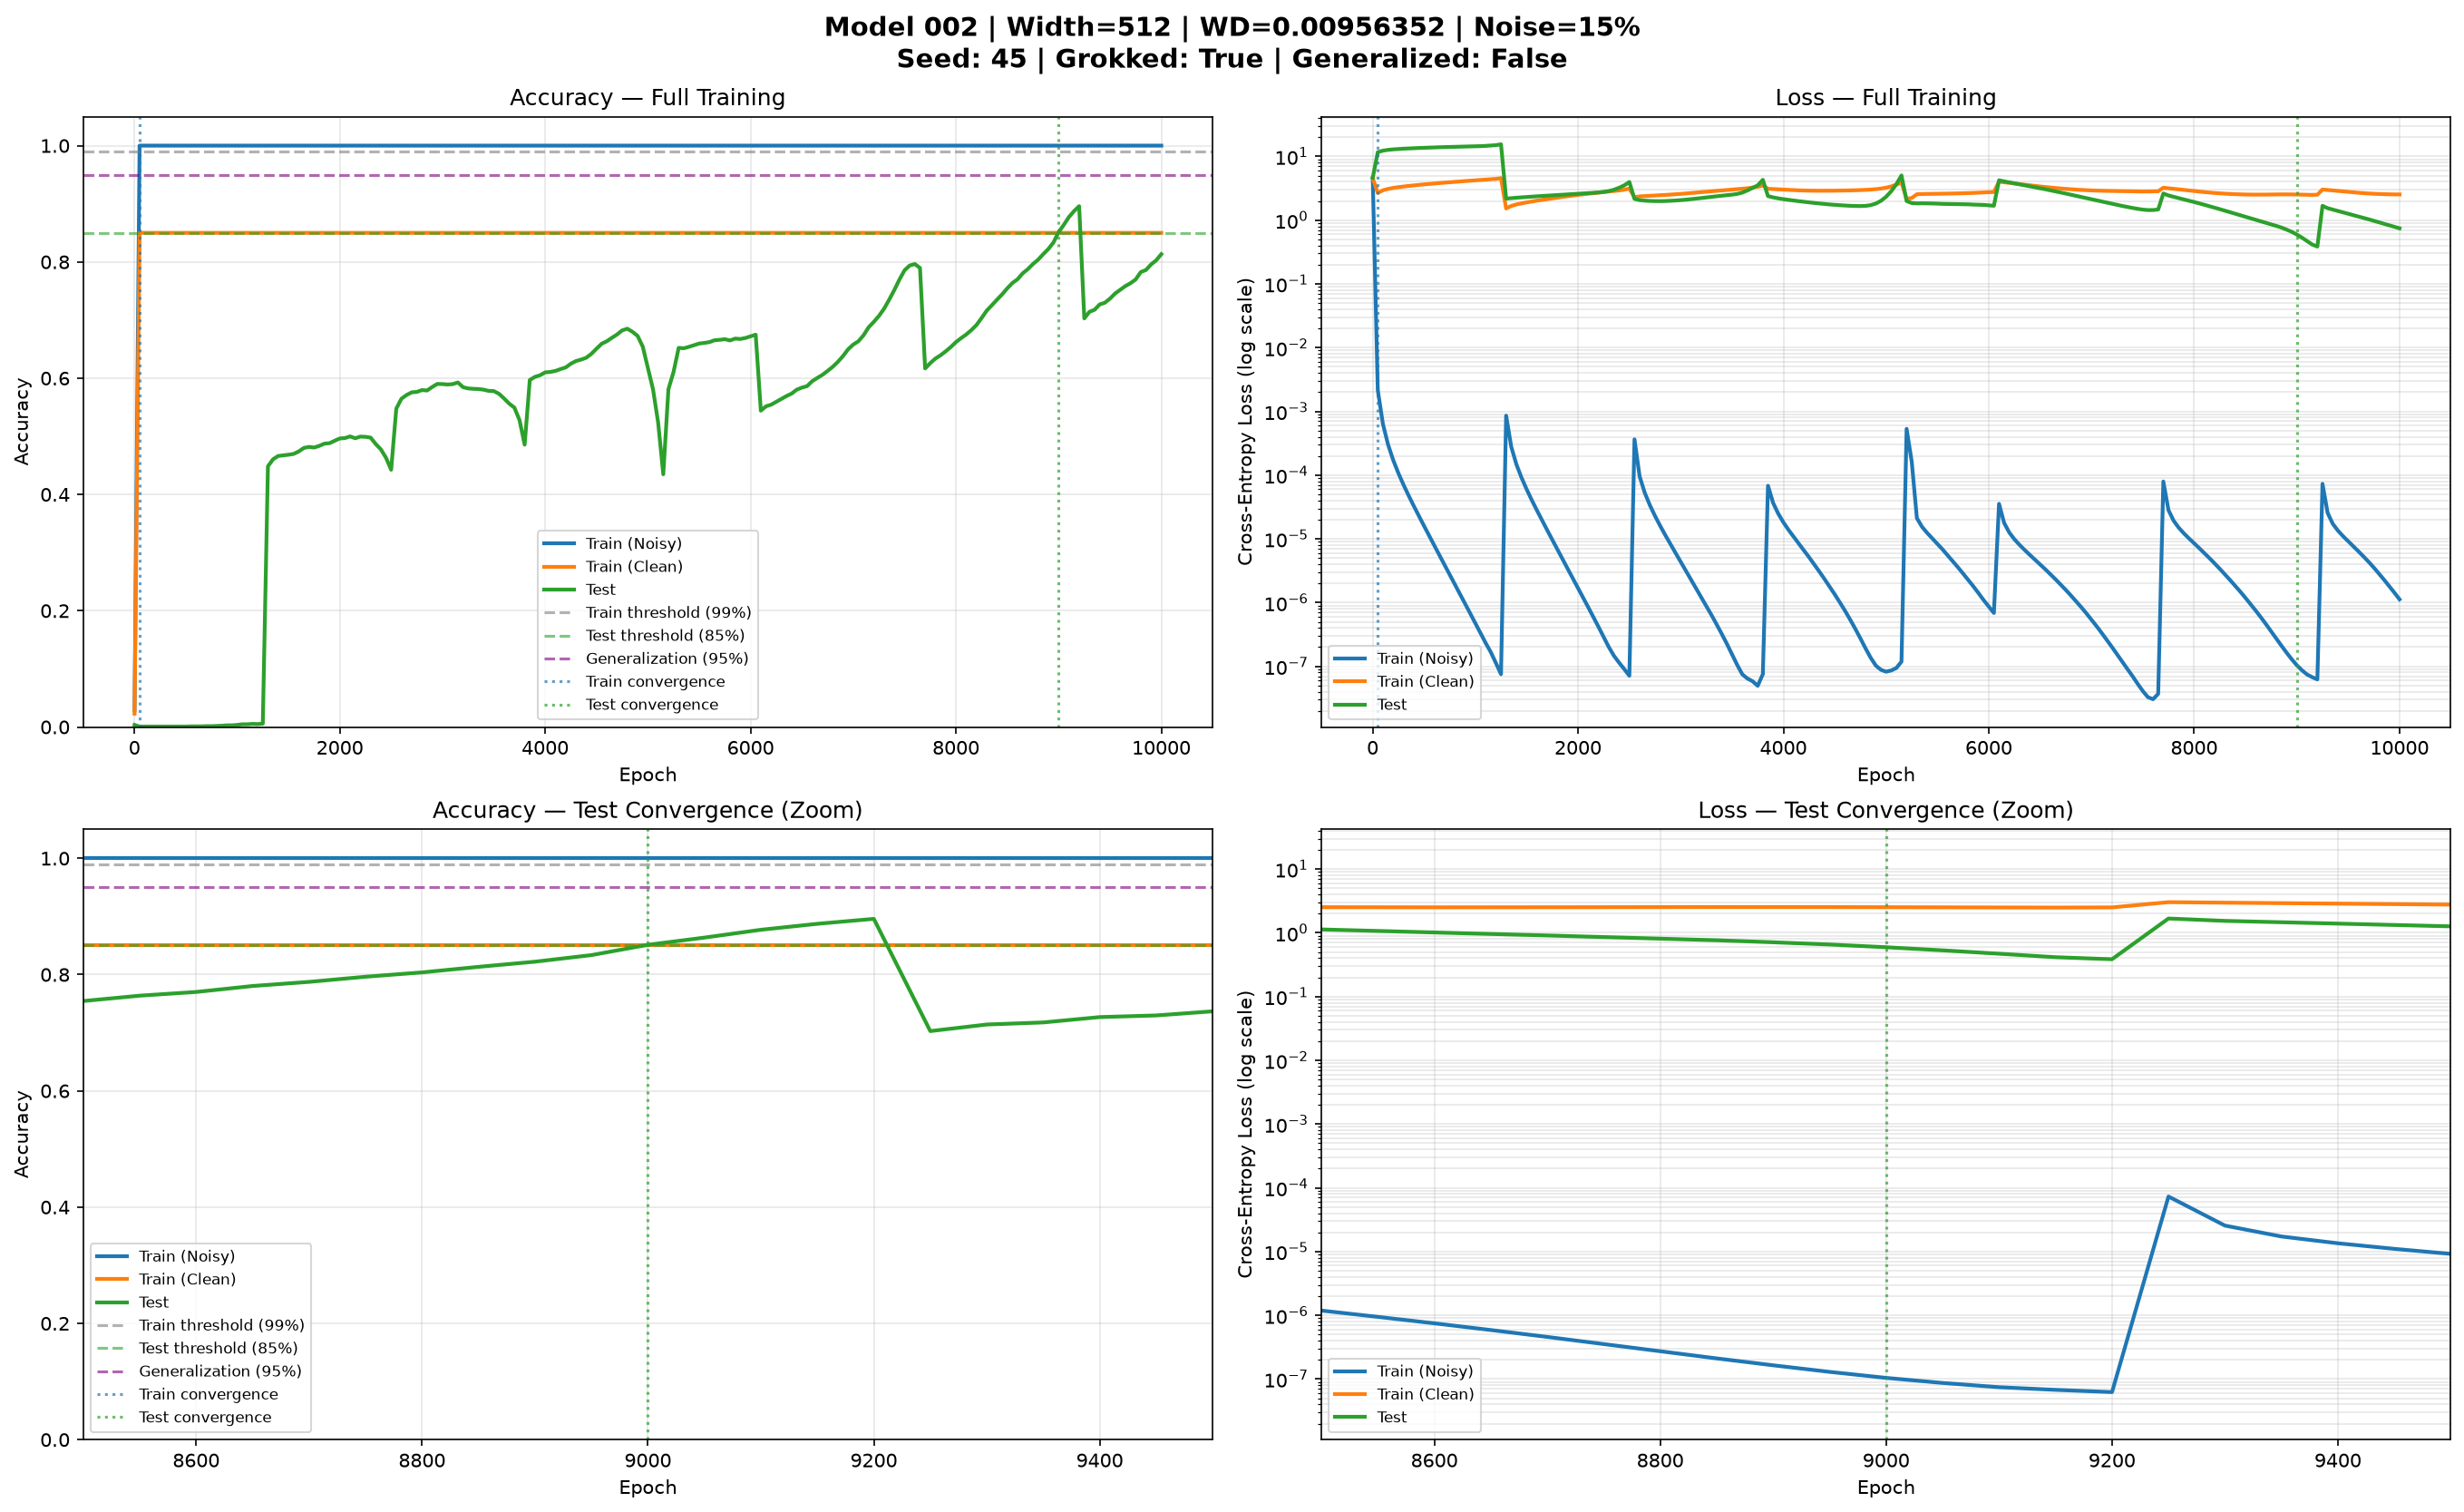 Model 002 | Width=512 | WD=0.00956352 | Noise=15%
Seed: 45 | Grokked: True | Generalized: False
Accuracy — Full Training
Accuracy
1.0
0.8
0.6
0.4
0.2
0.0
Train (Noisy)
Train (Clean)
Test
Train threshold (99%)
Test threshold (85%)
Generalization (95%)
Train convergence
Test convergence
0 2000 4000 6000 8000 10000
Epoch
Loss — Full Training
Cross-Entropy Loss (log scale)
10^1
10^0
10^-1
10^-2
10^-3
10^-4
10^-5
10^-6
10^-7
Train (Noisy)
Train (Clean)
Test
0 2000 4000 6000 8000 10000
Epoch
Accuracy — Test Convergence (Zoom)
Accuracy
1.0
0.8
0.6
0.4
0.2
0.0
Train (Noisy)
Train (Clean)
Test
Train threshold (99%)
Test threshold (85%)
Generalization (95%)
Train convergence
Test convergence
8600 8800 9000 9200 9400
Epoch
Loss — Test Convergence (Zoom)
Cross-Entropy Loss (log scale)
10^1
10^0
10^-1
10^-2
10^-3
10^-4
10^-5
10^-6
10^-7
Train (Noisy)
Train (Clean)
Test
8600 8800 9000 9200 9400
Epoch